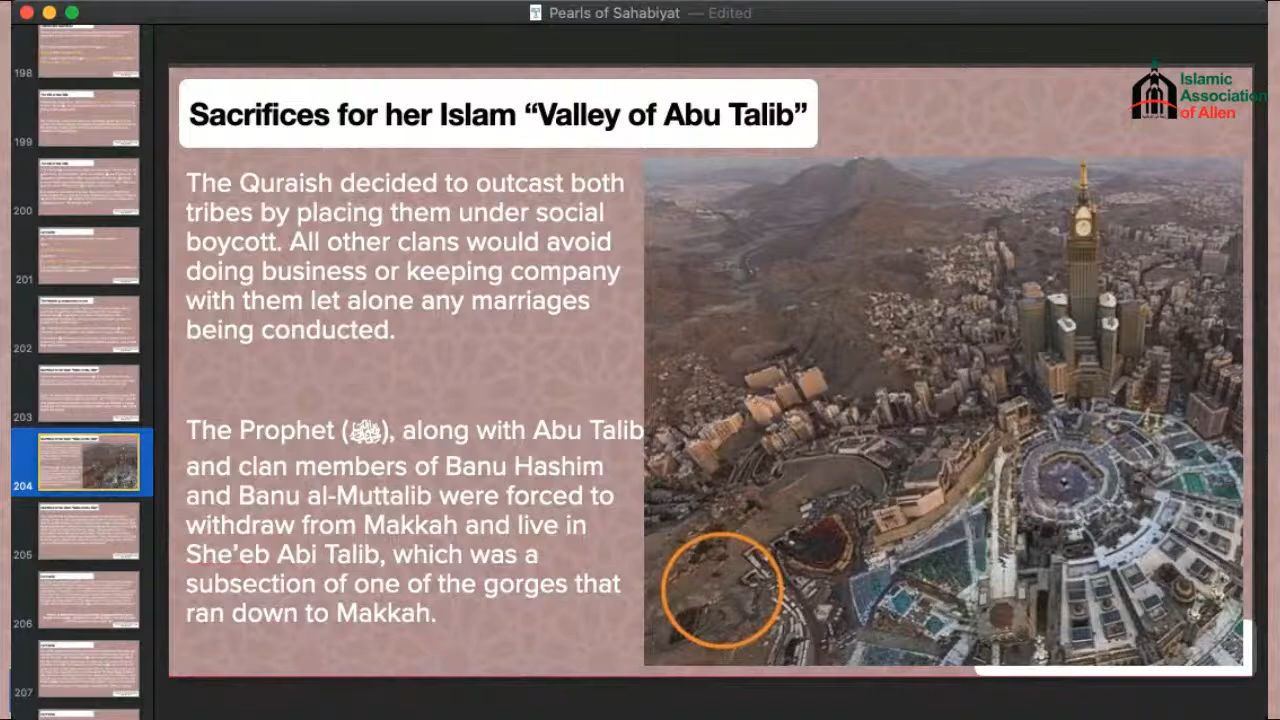 Pearls of Sahabiyat — Edited
198
199
200
201
202
203
204
205
206
207
Sacrifices for her Islam “Valley of Abu Talib”
Islamic
Association
of Allen
The Quraish decided to outcast both
tribes by placing them under social
boycott. All other clans would avoid
doing business or keeping company
with them let alone any marriages
being conducted.
The Prophet (ﷺ), along with Abu Talib
and clan members of Banu Hashim
and Banu al-Muttalib were forced to
withdraw from Makkah and live in
She’eb Abi Talib, which was a
subsection of one of the gorges that
ran down to Makkah.